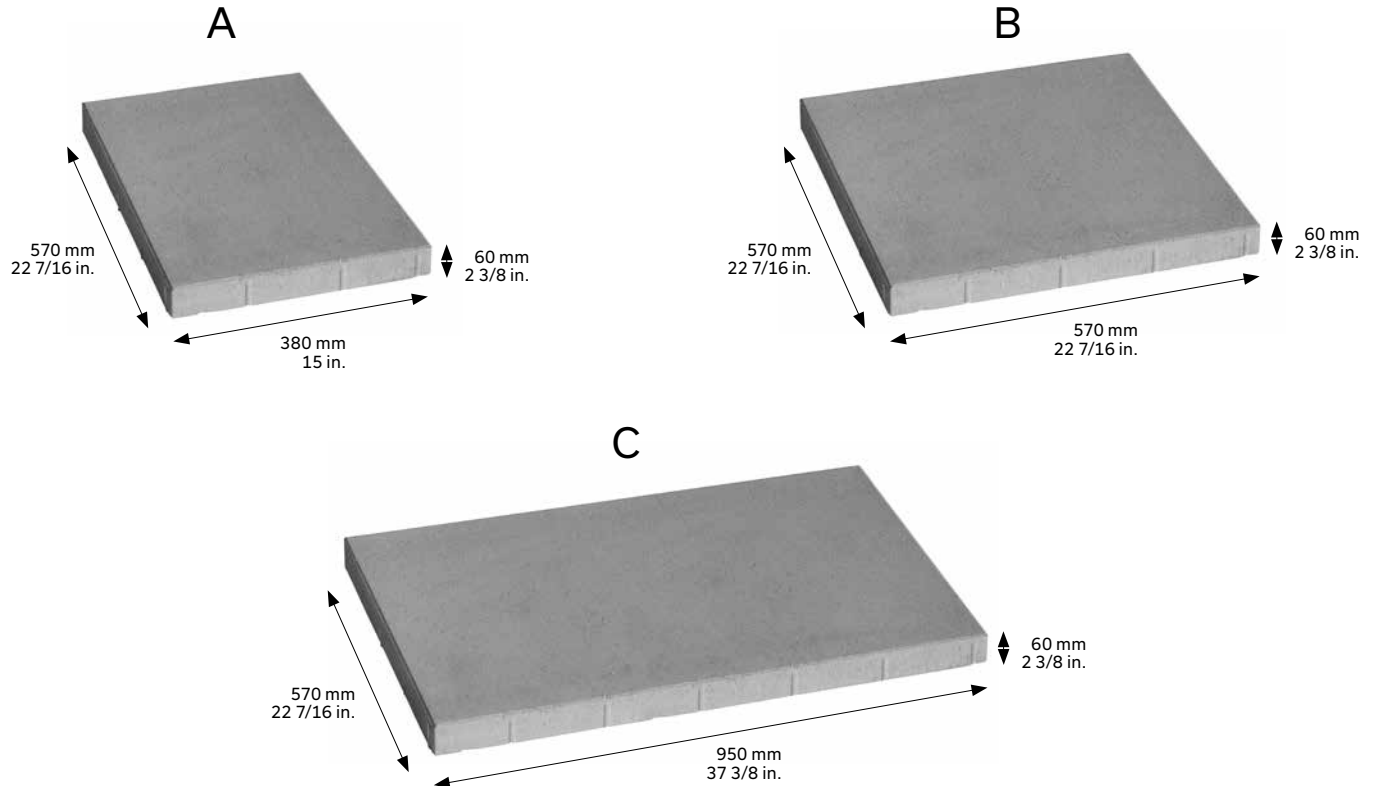 A
570 mm
22 7/16 in.
60 mm
2 3/8 in.
380 mm
15 in.
B
570 mm
22 7/16 in.
60 mm
2 3/8 in.
570 mm
22 7/16 in.
C
570 mm
22 7/16 in.
60 mm
2 3/8 in.
950 mm
37 3/8 in.